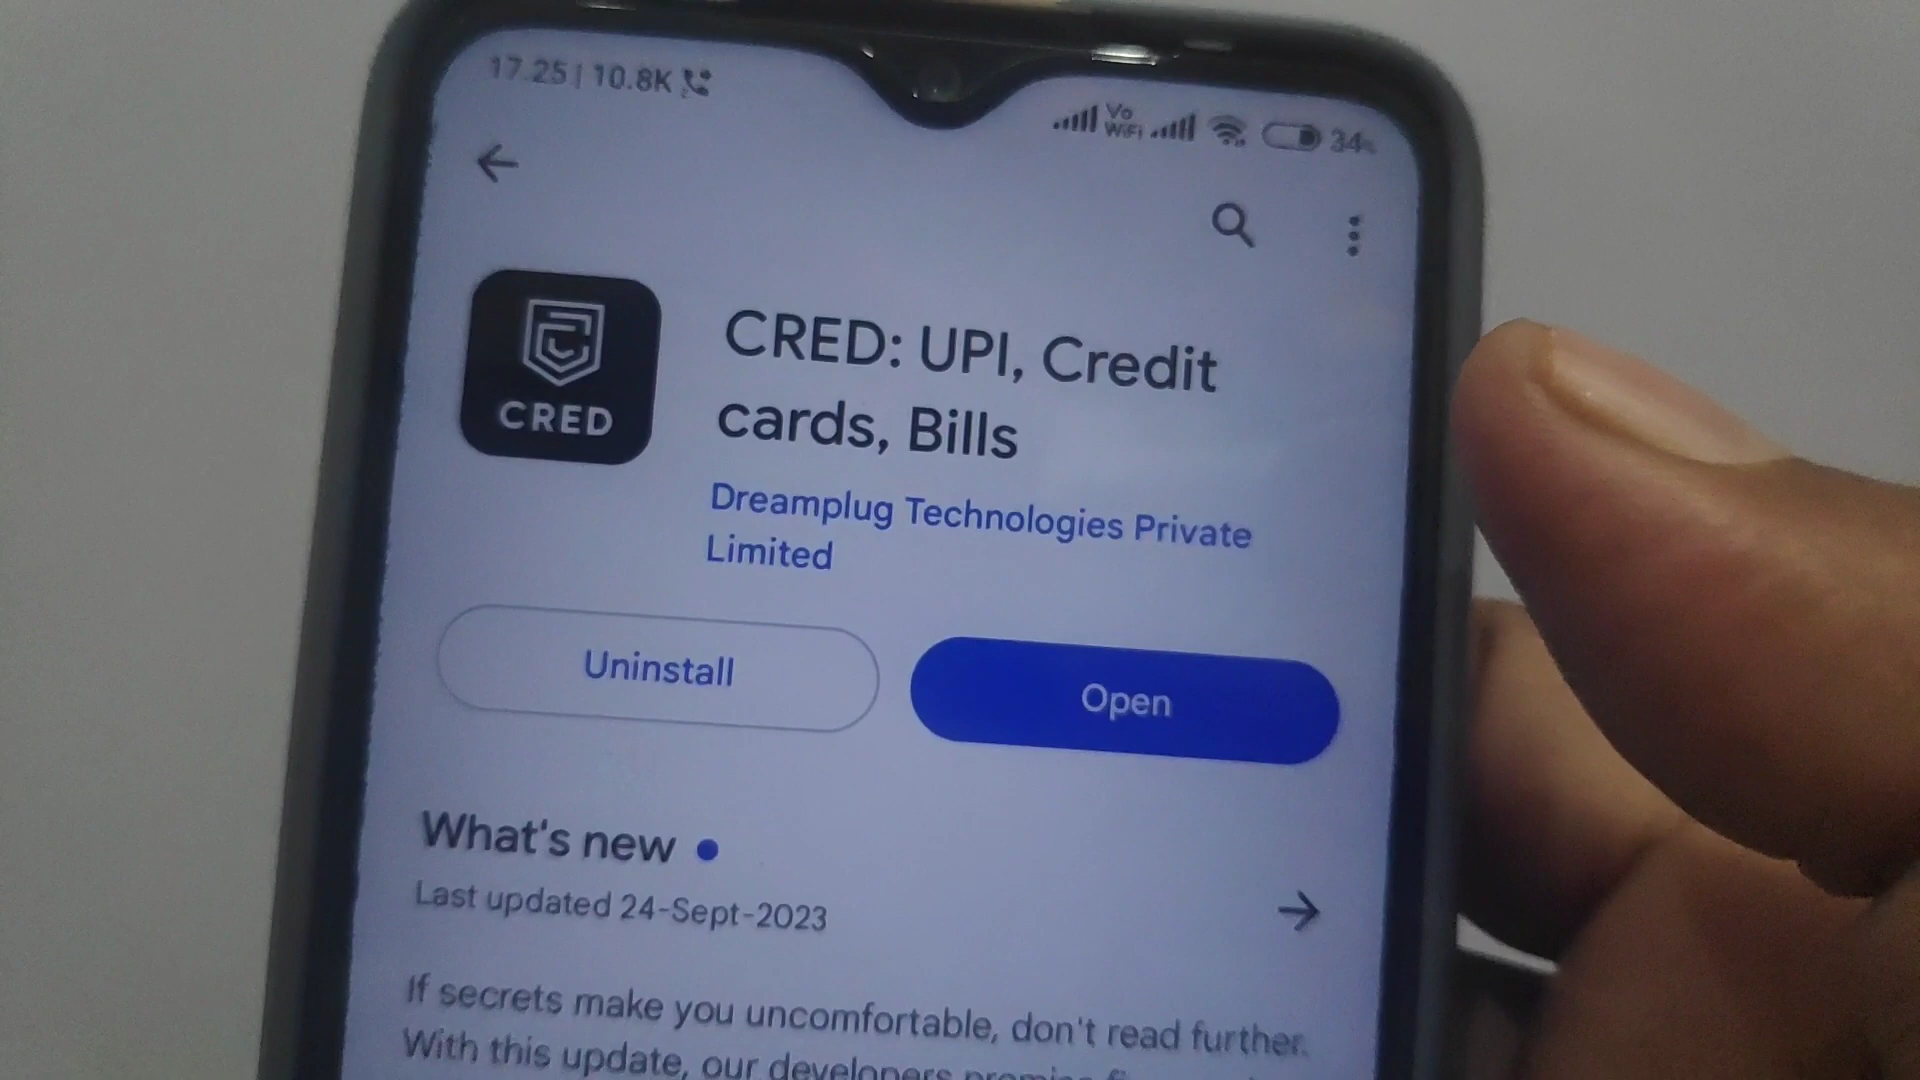 17.25 | 10.8K
Vo
WiFi
34%
CRED
CRED: UPI, Credit
cards, Bills
Dreamplug Technologies Private
Limited
Uninstall
Open
What's new
Last updated 24-Sept-2023
If secrets make you uncomfortable, don't read further.
With this update, our developers promise